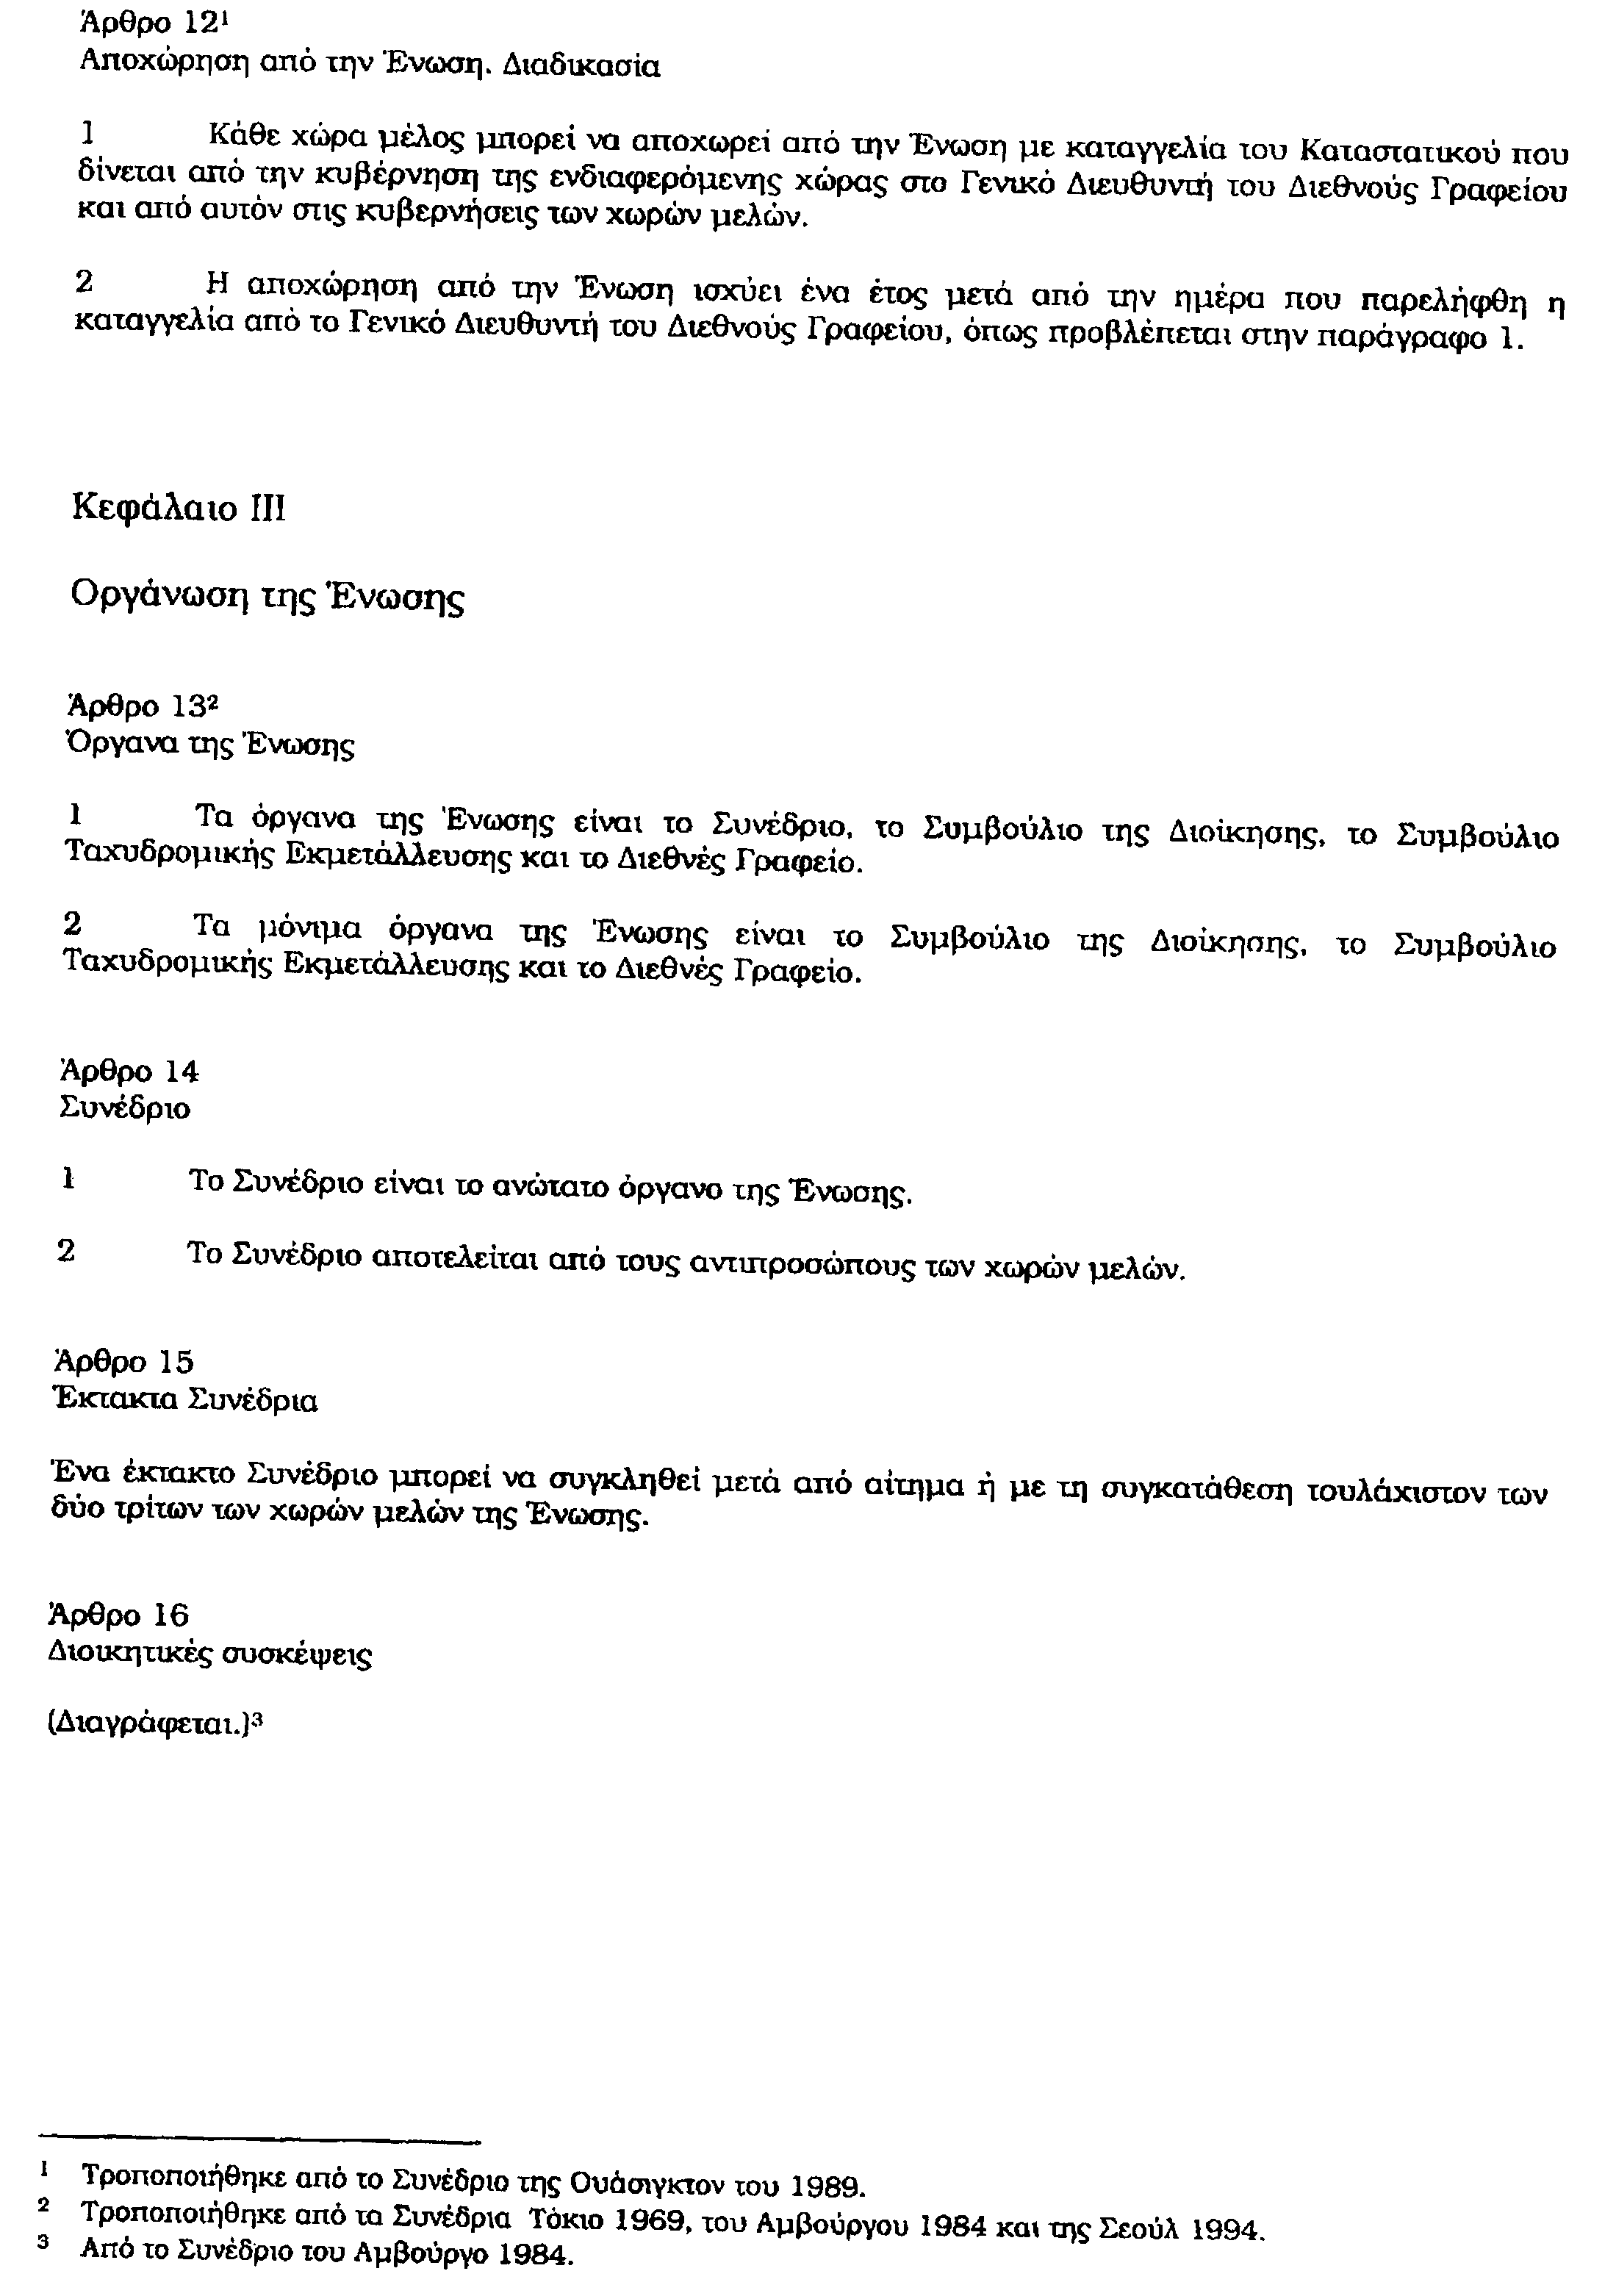 Άρθρο 12¹
Αποχώρηση από την Ένωση. Διαδικασία
1 Κάθε χώρα μέλος μπορεί να αποχωρεί από την Ένωση με καταγγελία του Καταστατικού που
δίνεται από την κυβέρνηση της ενδιαφερόμενης χώρας στο Γενικό Διευθυντή του Διεθνούς Γραφείου
και από αυτόν στις κυβερνήσεις των χωρών μελών.
2 Η αποχώρηση από την Ένωση ισχύει ένα έτος μετά από την ημέρα που παρελήφθη η
καταγγελία από το Γενικό Διευθυντή του Διεθνούς Γραφείου, όπως προβλέπεται στην παράγραφο 1.
Κεφάλαιο III
Οργάνωση της Ένωσης
Άρθρο 13²
Όργανα της Ένωσης
1 Τα όργανα της Ένωσης είναι το Συνέδριο, το Συμβούλιο της Διοίκησης, το Συμβούλιο
Ταχυδρομικής Εκμετάλλευσης και το Διεθνές Γραφείο.
2 Τα μόνιμα όργανα της Ένωσης είναι το Συμβούλιο της Διοίκησης, το Συμβούλιο
Ταχυδρομικής Εκμετάλλευσης και το Διεθνές Γραφείο.
Άρθρο 14
Συνέδριο
1 Το Συνέδριο είναι το ανώτατο όργανο της Ένωσης.
2 Το Συνέδριο αποτελείται από τους αντιπροσώπους των χωρών μελών.
Άρθρο 15
Έκτακτα Συνέδρια
Ένα έκτακτο Συνέδριο μπορεί να συγκληθεί μετά από αίτημα ή με τη συγκατάθεση τουλάχιστον των
δύο τρίτων των χωρών μελών της Ένωσης.
Άρθρο 16
Διοικητικές συσκέψεις
(Διαγράφεται.)³
¹ Τροποποιήθηκε από το Συνέδριο της Ουάσιγκτον του 1989.
² Τροποποιήθηκε από τα Συνέδρια Τόκιο 1969, του Αμβούργου 1984 και της Σεούλ 1994.
³ Από το Συνέδριο του Αμβούργο 1984.